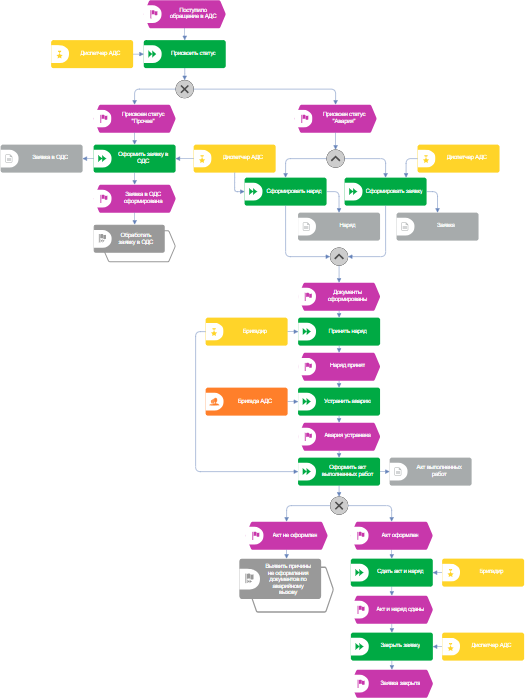 Поступило
обращение в АДС
Диспетчер АДС
Присвоить статус
Присвоен статус
"Прочее"
Присвоен статус
"Авария"
Заявка в ОДС
Оформить заявку в
ОДС
Диспетчер АДС
Диспетчер АДС
Заявка в ОДС
оформирована
Сформировать наряд
Сформировать заявку
Наряд
Заявка
Обработать
заявку в ОДС
Документы
оформированы
Бригадир
Принять наряд
Наряд принят
Бригада АДС
Устранить аварию
Авария устранена
Оформить акт
выполненных работ
Акт выполненных
работ
Акт не оформлен
Акт оформлен
Выявить причины
не оформления
документов по
аварийному
вызову
Сдать акт и наряд
Бригадир
Акт и наряд сданы
Закрыть заявку
Диспетчер АДС
Заявка закрыта